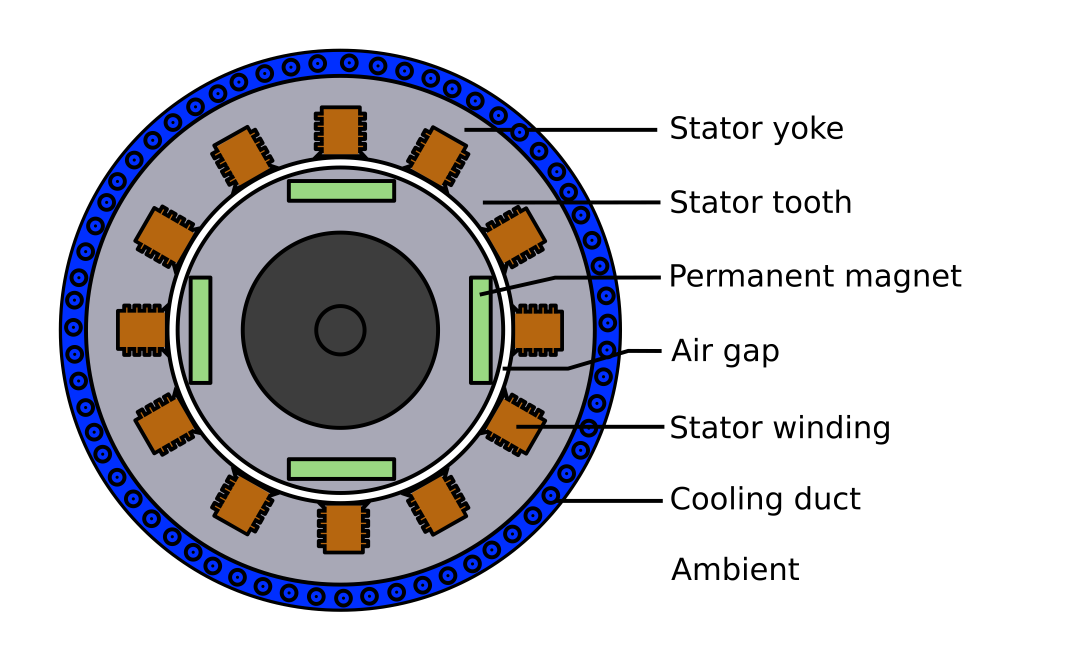 Stator yoke
Stator tooth
Permanent magnet
Air gap
Stator winding
Cooling duct
Ambient